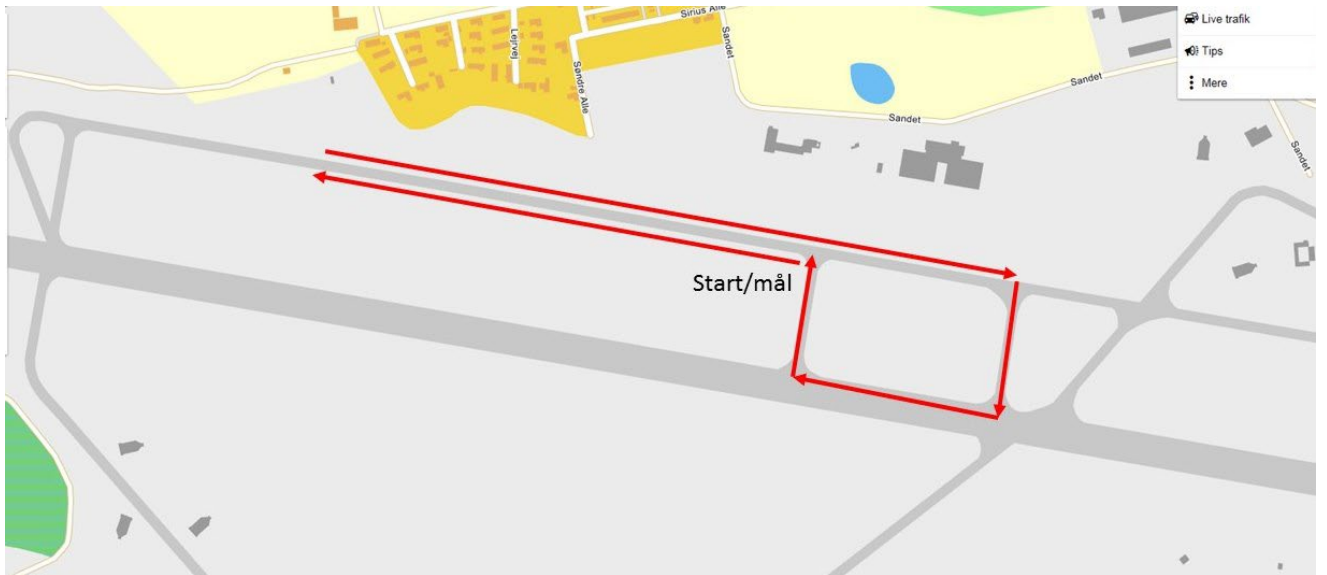 Sirius Alle
Live trafik
Lejrvej
Sandet
Tips
Søndre Alle
Sandet
Mere
Sandet
Sandet
Start/mål